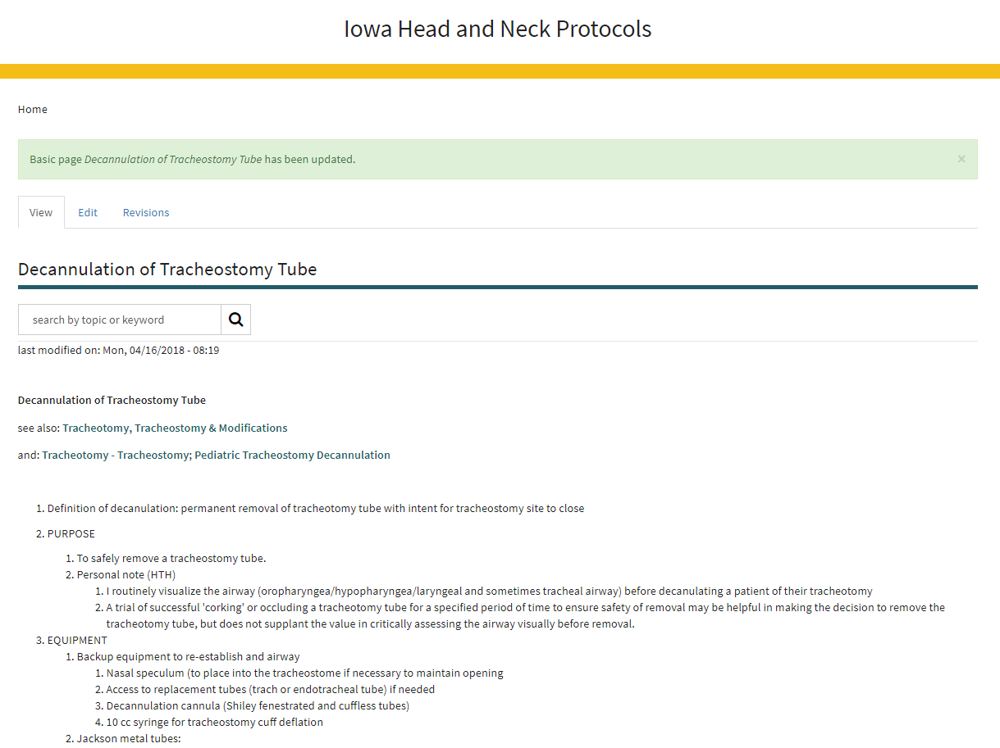 Iowa Head and Neck Protocols
Home
Basic page Decannulation of Tracheostomy Tube has been updated.
×
View Edit Revisions
Decannulation of Tracheostomy Tube
search by topic or keyword
last modified on: Mon, 04/16/2018 - 08:19
Decannulation of Tracheostomy Tube
see also: Tracheotomy, Tracheostomy & Modifications
and: Tracheotomy - Tracheostomy; Pediatric Tracheostomy Decannulation
1. Definition of decanulation: permanent removal of tracheotomy tube with intent for tracheostomy site to close
2. PURPOSE
1. To safely remove a tracheostomy tube.
2. Personal note (HTH)
1. I routinely visualize the airway (oropharyngea/hypopharyngea/laryngeal and sometimes tracheal airway) before decanulating a patient of their tracheotomy
2. A trial of successful 'corking' or occluding a tracheotomy tube for a specified period of time to ensure safety of removal may be helpful in making the decision to remove the
tracheotomy tube, but does not supplant the value in critically assessing the airway visually before removal.
3. EQUIPMENT
1. Backup equipment to re-establish and airway
1. Nasal speculum (to place into the tracheostome if necessary to maintain opening
2. Access to replacement tubes (trach or endotracheal tube) if needed
3. Decannulation cannula (Shiley fenestrated and cuffless tubes)
4. 10 cc syringe for tracheostomy cuff deflation
2. Jackson metal tubes: